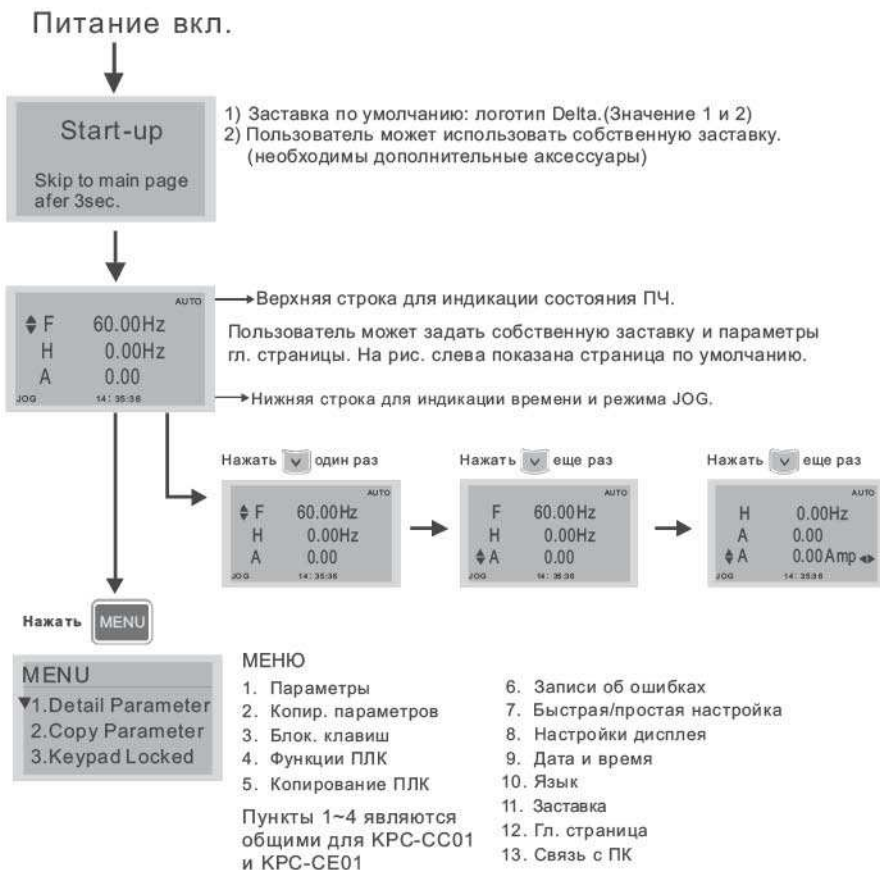 Питание вкл.
Start-up
Skip to main page
afer 3sec.
1) Заставка по умолчанию: логотип Delta.(Значение 1 и 2)
2) Пользователь может использовать собственную заставку.
(необходимы дополнительные аксессуары)
AUTO
F 60.00Hz
H 0.00Hz
A 0.00
JOG 14:35:36
Верхняя строка для индикации состояния ПЧ.
Пользователь может задать собственную заставку и параметры
гл. страницы. На рис. слева показана страница по умолчанию.
Нижняя строка для индикации времени и режима JOG.
Нажать один раз
AUTO
F 60.00Hz
H 0.00Hz
A 0.00
JOG 14:35:36
Нажать еще раз
AUTO
F 60.00Hz
H 0.00Hz
A 0.00
JOG 14:35:36
Нажать еще раз
AUTO
H 0.00Hz
A 0.00
A 0.00Amp
JOG 14:35:36
Нажать MENU
MENU
1.Detail Parameter
2.Copy Parameter
3.Keypad Locked
МЕНЮ
1. Параметры
2. Копир. параметров
3. Блок. клавиш
4. Функции ПЛК
5. Копирование ПЛК
Пункты 1~4 являются
общими для KPC-CC01
и KPC-CE01
6. Записи об ошибках
7. Быстрая/простая настройка
8. Настройки дисплея
9. Дата и время
10. Язык
11. Заставка
12. Гл. страница
13. Связь с ПК